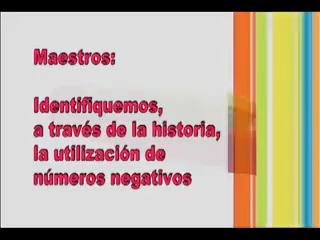 Maestros:
Identifiquemos,
a través de la historia,
la utilización de
números negativos